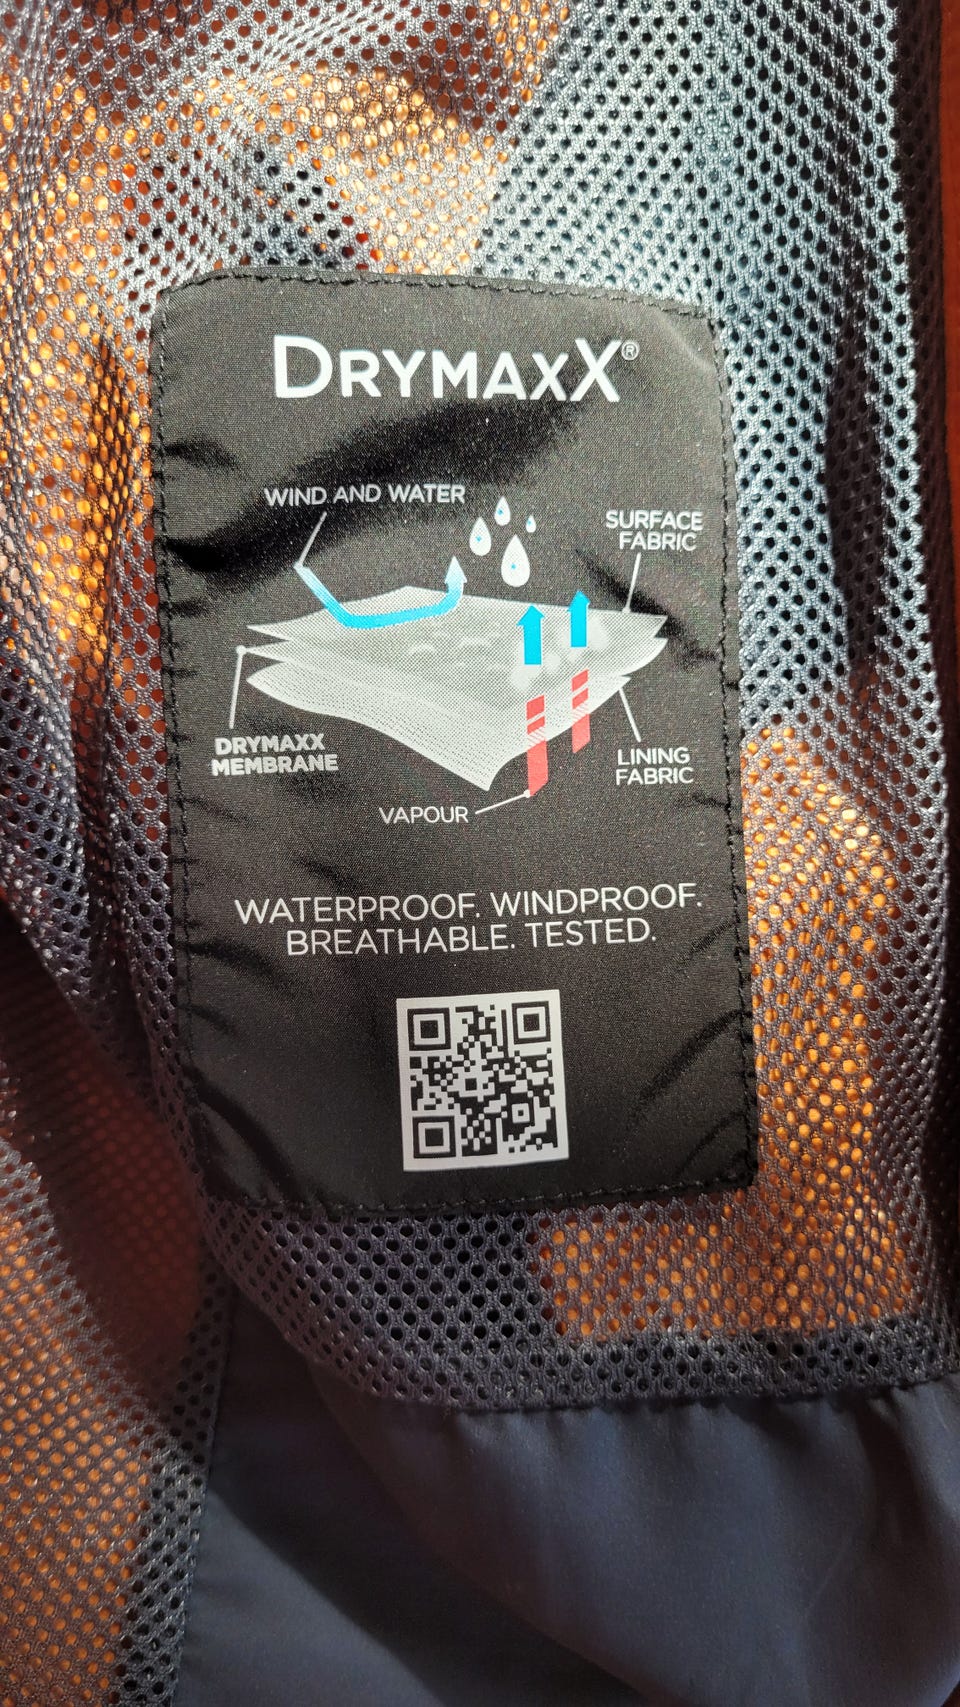 DRYMAXX®
WIND AND WATER
SURFACE
FABRIC
DRYMAXX
MEMBRANE
LINING
FABRIC
VAPOUR
WATERPROOF. WINDPROOF.
BREATHABLE. TESTED.